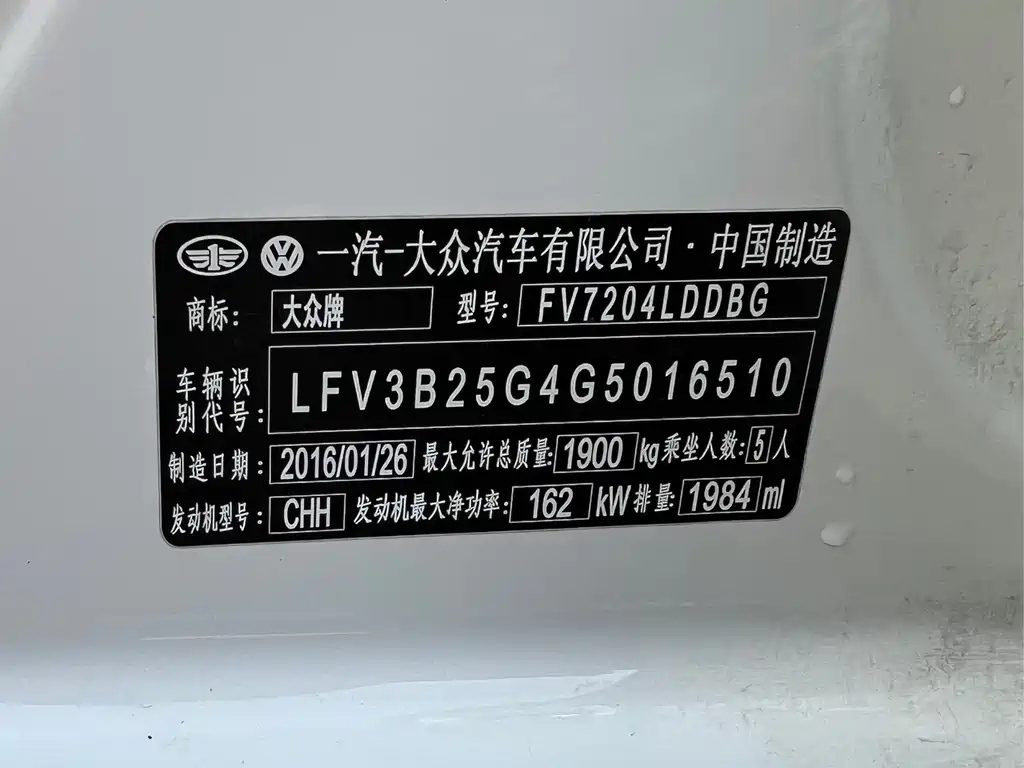 一汽-大众汽车有限公司·中国制造
商标: 大众牌 型号: FV7204LDDBG
车辆识别代号: LFV3B25G4G5016510
制造日期: 2016/01/26 最大允许总质量: 1900 kg 乘坐人数: 5 人
发动机型号: CHH 发动机最大净功率: 162 kW 排量: 1984 ml